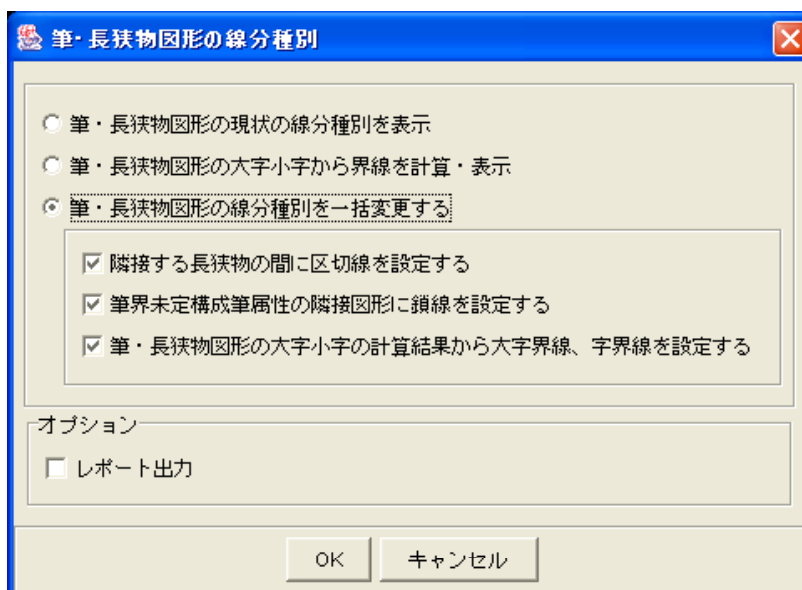 筆・長狭物図形の線分種別
筆・長狭物図形の現状の線分種別を表示
筆・長狭物図形の大字小字から界線を計算・表示
筆・長狭物図形の線分種別を一括変更する
隣接する長狭物の間に区切線を設定する
筆界未定構成筆属性の隣接図形に鎖線を設定する
筆・長狭物図形の大字小字の計算結果から大字界線、字界線を設定する
オプション
レポート出力
OK キャンセル